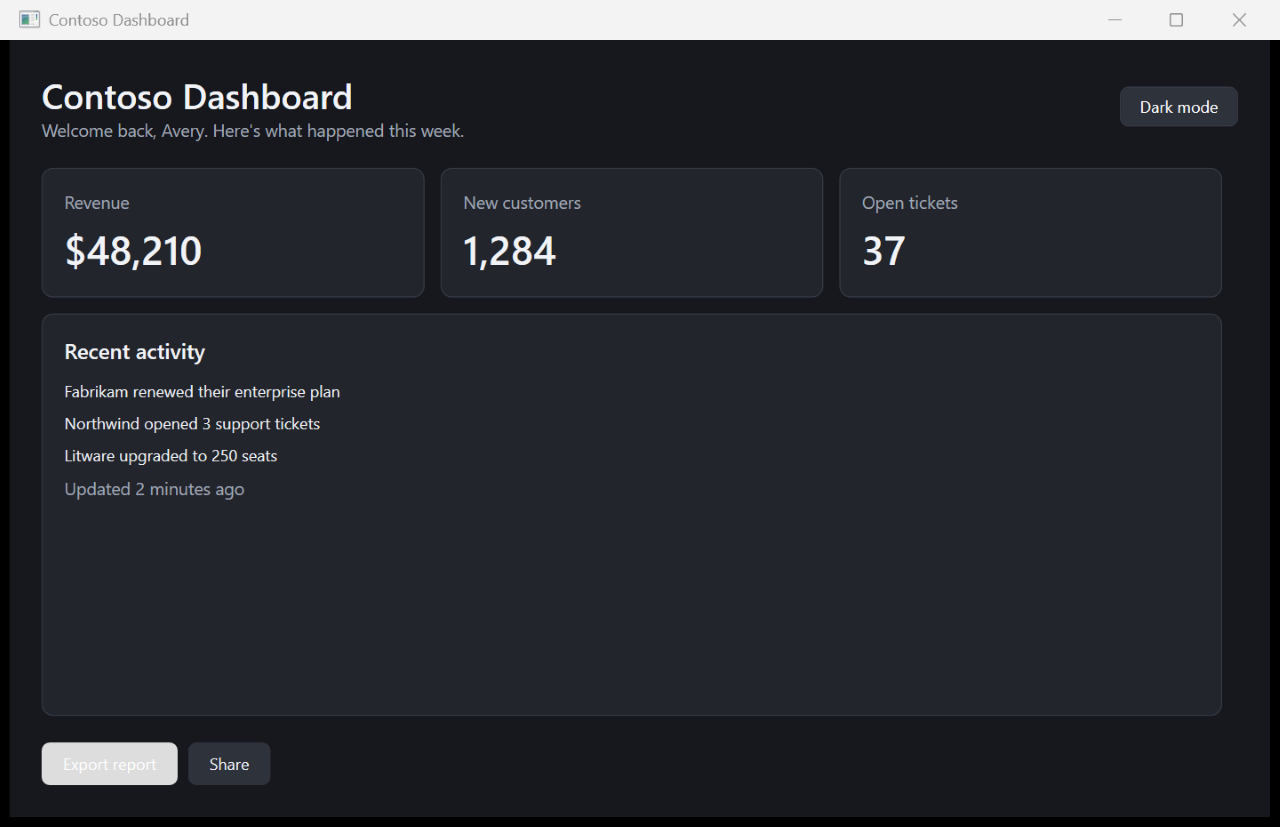 Contoso Dashboard
Contoso Dashboard
Welcome back, Avery. Here's what happened this week.
Dark mode
Revenue
$48,210
New customers
1,284
Open tickets
37
Recent activity
Fabrikam renewed their enterprise plan
Northwind opened 3 support tickets
Litware upgraded to 250 seats
Updated 2 minutes ago
Export report
Share